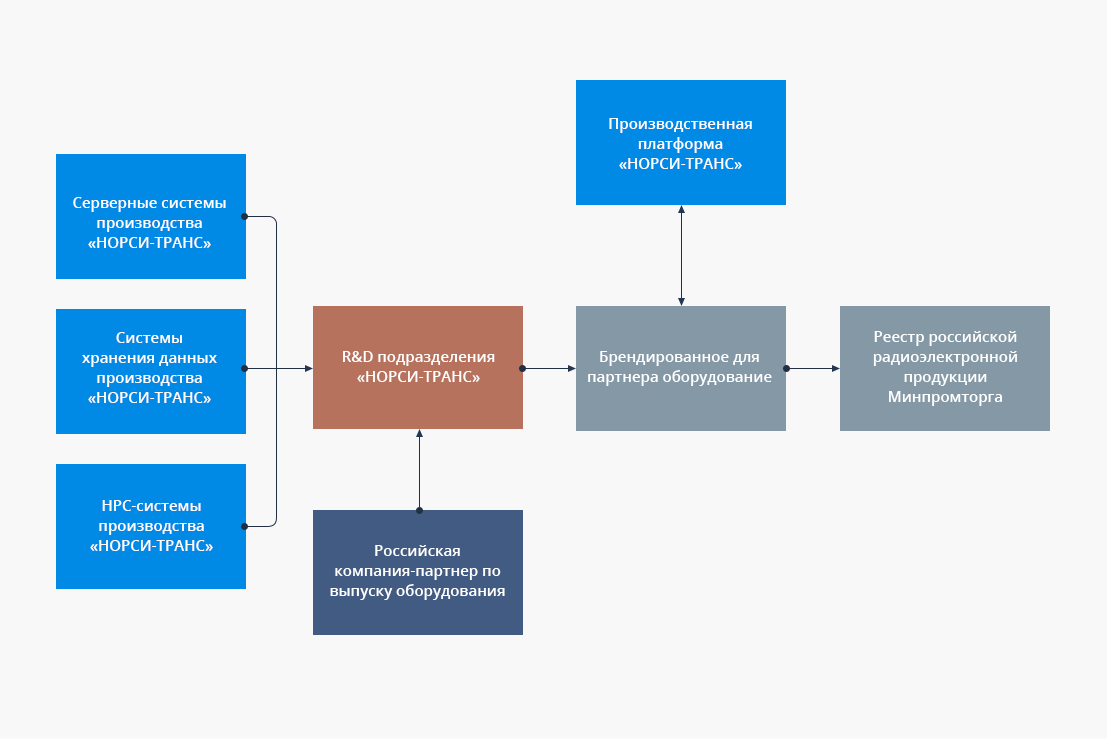 Производственная
платформа
«НОРСИ-ТРАНС»
Серверные системы
производства
«НОРСИ-ТРАНС»
Системы
хранения данных
производства
«НОРСИ-ТРАНС»
R&D подразделения
«НОРСИ-ТРАНС»
Брендированное для
партнера оборудование
Реестр российской
радиоэлектронной
продукции
Минпромторга
HPC-системы
производства
«НОРСИ-ТРАНС»
Российская
компания-партнер по
выпуску оборудования